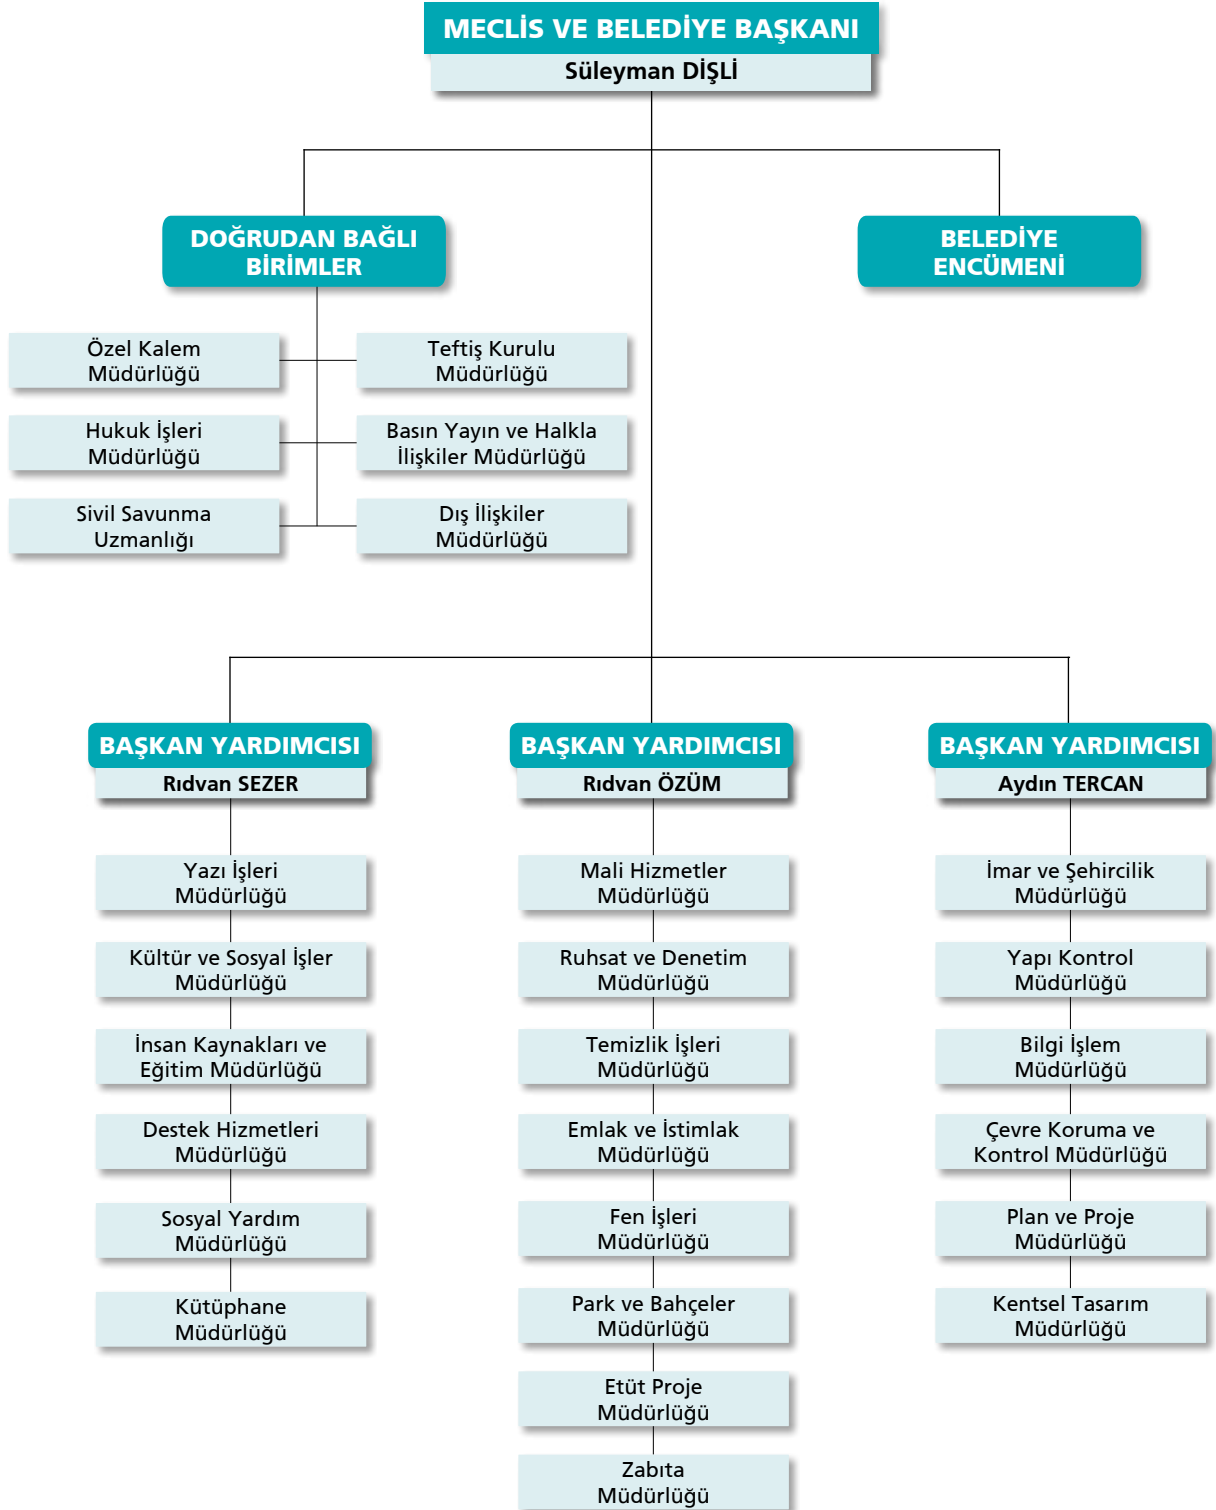 MECLİS VE BELEDİYE BAŞKANI
Süleyman DİŞLİ
DOĞRUDAN BAĞLI
BİRİMLER
BELEDİYE
ENCÜMENİ
Özel Kalem
Müdürlüğü
Teftiş Kurulu
Müdürlüğü
Hukuk İşleri
Müdürlüğü
Basın Yayın ve Halkla
İlişkiler Müdürlüğü
Sivil Savunma
Uzmanlığı
Dış İlişkiler
Müdürlüğü
BAŞKAN YARDIMCISI
Rıdvan SEZER
Yazı İşleri
Müdürlüğü
Kültür ve Sosyal İşler
Müdürlüğü
İnsan Kaynakları ve
Eğitim Müdürlüğü
Destek Hizmetleri
Müdürlüğü
Sosyal Yardım
Müdürlüğü
Kütüphane
Müdürlüğü
BAŞKAN YARDIMCISI
Rıdvan ÖZÜM
Mali Hizmetler
Müdürlüğü
Ruhsat ve Denetim
Müdürlüğü
Temizlik İşleri
Müdürlüğü
Emlak ve İstimlak
Müdürlüğü
Fen İşleri
Müdürlüğü
Park ve Bahçeler
Müdürlüğü
Etüt Proje
Müdürlüğü
Zabıta
Müdürlüğü
BAŞKAN YARDIMCISI
Aydın TERCAN
İmar ve Şehircilik
Müdürlüğü
Yapı Kontrol
Müdürlüğü
Bilgi İşlem
Müdürlüğü
Çevre Koruma ve
Kontrol Müdürlüğü
Plan ve Proje
Müdürlüğü
Kentsel Tasarım
Müdürlüğü